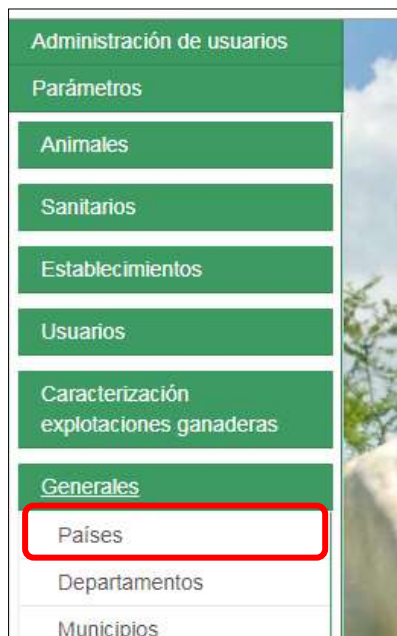 Administración de usuarios
Parámetros
Animales
Sanitarios
Establecimientos
Usuarios
Caracterización
explotaciones ganaderas
Generales
Países
Departamentos
Municipios